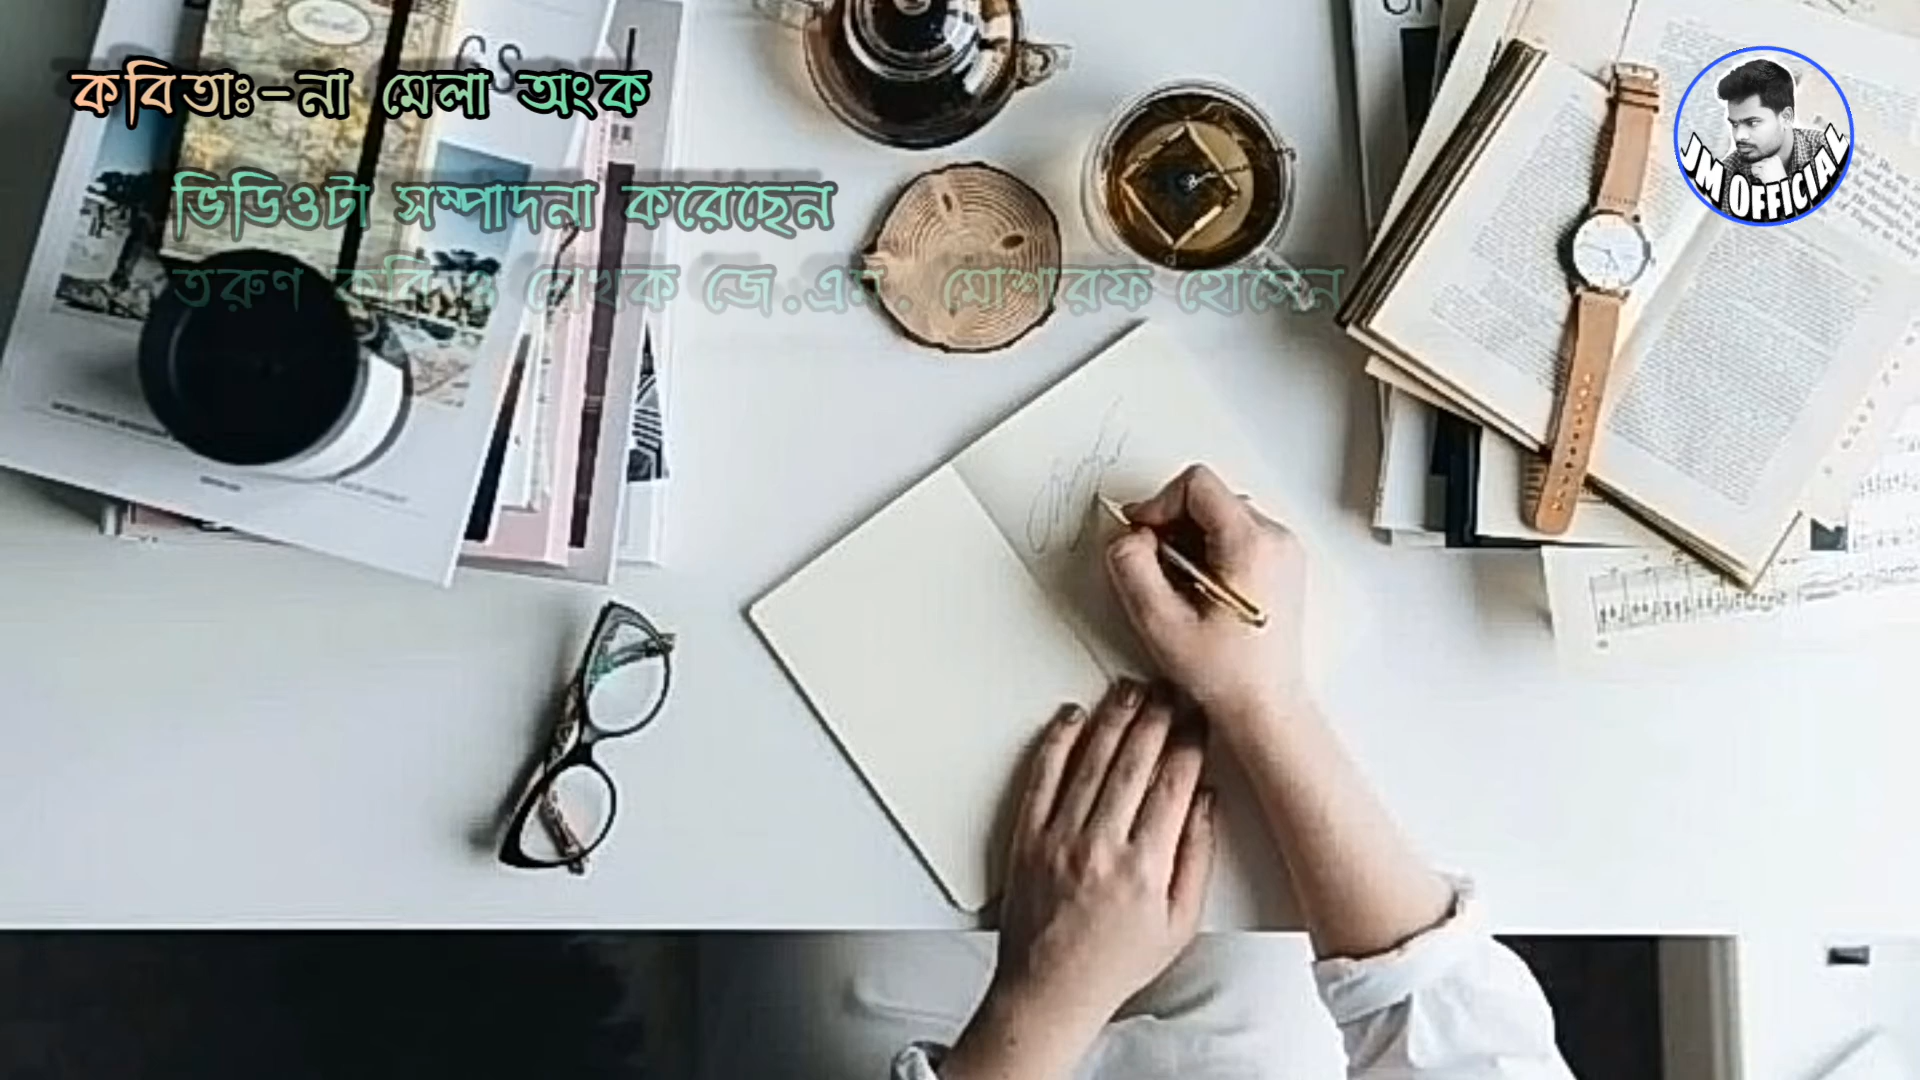 কবিতাঃ-না মেলা অংক
ভিডিওটা সম্পাদনা করেছেন
তরুণ কবি ও লেখক জে.এম. মোশারফ হোসেন
JM OFFICIAL